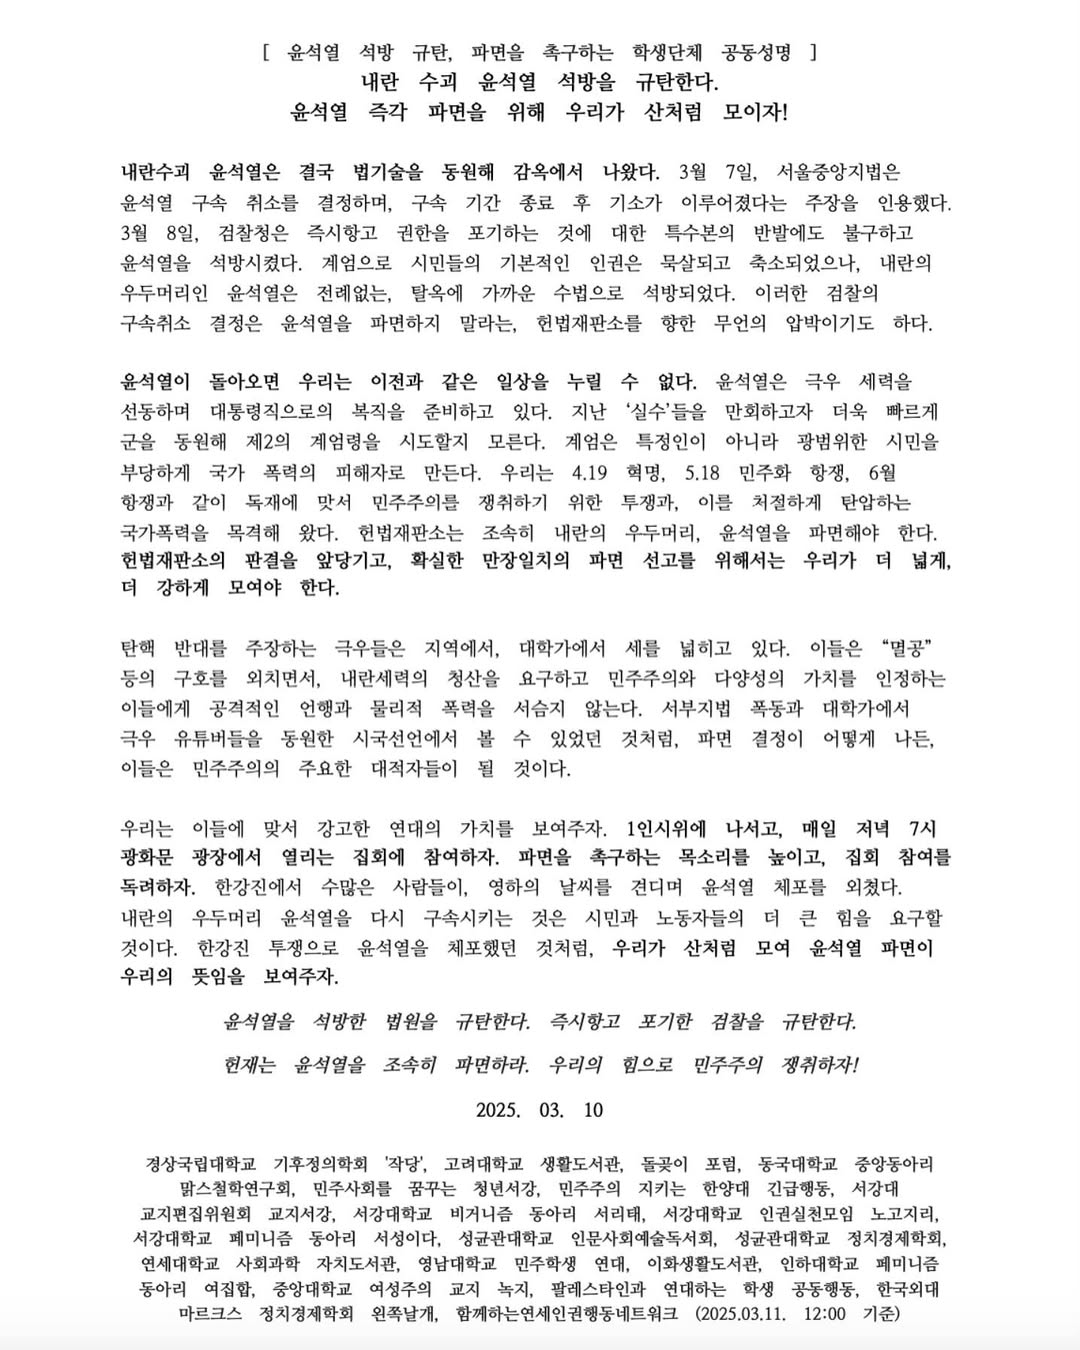 [ 윤석열 석방 규탄, 파면을 촉구하는 학생단체 공동성명 ]
내란 수괴 윤석열 석방을 규탄한다.
윤석열 즉각 파면을 위해 우리가 산처럼 모이자!
내란수괴 윤석열은 결국 법기술을 동원해 감옥에서 나왔다. 3월 7일, 서울중앙지법은
윤석열 구속 취소를 결정하며, 구속 기간 종료 후 기소가 이루어졌다는 주장을 인용했다.
3월 8일, 검찰청은 즉시항고 권한을 포기하는 것에 대한 특수본의 반발에도 불구하고
윤석열을 석방시켰다. 계엄으로 시민들의 기본적인 인권은 묵살되고 축소되었으나, 내란의
우두머리인 윤석열은 전례없는, 탈옥에 가까운 수법으로 석방되었다. 이러한 검찰의
구속취소 결정은 윤석열을 파면하지 말라는, 헌법재판소를 향한 무언의 압박이기도 하다.
윤석열이 돌아오면 우리는 이전과 같은 일상을 누릴 수 없다. 윤석열은 극우 세력을
선동하며 대통령직으로의 복직을 준비하고 있다. 지난 ‘실수’들을 만회하고자 더욱 빠르게
군을 동원해 제2의 계엄령을 시도할지 모른다. 계엄은 특정인이 아니라 광범위한 시민을
부당하게 국가 폭력의 피해자로 만든다. 우리는 4.19 혁명, 5.18 민주화 항쟁, 6월
항쟁과 같이 독재에 맞서 민주주의를 쟁취하기 위한 투쟁과, 이를 처절하게 탄압하는
국가폭력을 목격해 왔다. 헌법재판소는 조속히 내란의 우두머리, 윤석열을 파면해야 한다.
헌법재판소의 판결을 앞당기고, 확실한 만장일치의 파면 선고를 위해서는 우리가 더 넓게,
더 강하게 모여야 한다.
탄핵 반대를 주장하는 극우들은 지역에서, 대학가에서 세를 넓히고 있다. 이들은 “멸공”
등의 구호를 외치면서, 내란세력의 청산을 요구하고 민주주의와 다양성의 가치를 인정하는
이들에게 공격적인 언행과 물리적 폭력을 서슴지 않는다. 서부지법 폭동과 대학가에서
극우 유튜버들을 동원한 시국선언에서 볼 수 있었던 것처럼, 파면 결정이 어떻게 나든,
이들은 민주주의의 주요한 대적자들이 될 것이다.
우리는 이들에 맞서 강고한 연대의 가치를 보여주자. 1인시위에 나서고, 매일 저녁 7시
광화문 광장에서 열리는 집회에 참여하자. 파면을 촉구하는 목소리를 높이고, 집회 참여를
독려하자. 한강진에서 수많은 사람들이, 영하의 날씨를 견디며 윤석열 체포를 외쳤다.
내란의 우두머리 윤석열을 다시 구속시키는 것은 시민과 노동자들의 더 큰 힘을 요구할
것이다. 한강진 투쟁으로 윤석열을 체포했던 것처럼, 우리가 산처럼 모여 윤석열 파면이
우리의 뜻임을 보여주자.
윤석열을 석방한 법원을 규탄한다. 즉시항고 포기한 검찰을 규탄한다.
헌재는 윤석열을 조속히 파면하라. 우리의 힘으로 민주주의 쟁취하자!
2025. 03. 10
경상국립대학교 기후정의학회 '작당', 고려대학교 생활도서관, 돌곶이 포럼, 동국대학교 중앙동아리
맑스철학연구회, 민주사회를 꿈꾸는 청년서강, 민주주의 지키는 한양대 긴급행동, 서강대
교지편집위원회 교지서강, 서강대학교 비거니즘 동아리 서리태, 서강대학교 인권실천모임 노고지리,
서강대학교 페미니즘 동아리 서성이다, 성균관대학교 인문사회예술독서회, 성균관대학교 정치경제학회,
연세대학교 사회과학 자치도서관, 영남대학교 민주학생 연대, 이화생활도서관, 인하대학교 페미니즘
동아리 여집합, 중앙대학교 여성주의 교지 녹지, 팔레스타인과 연대하는 학생 공동행동, 한국외대
마르크스 정치경제학회 왼쪽날개, 함께하는연세인권행동네트워크 (2025.03.11. 12:00 기준)